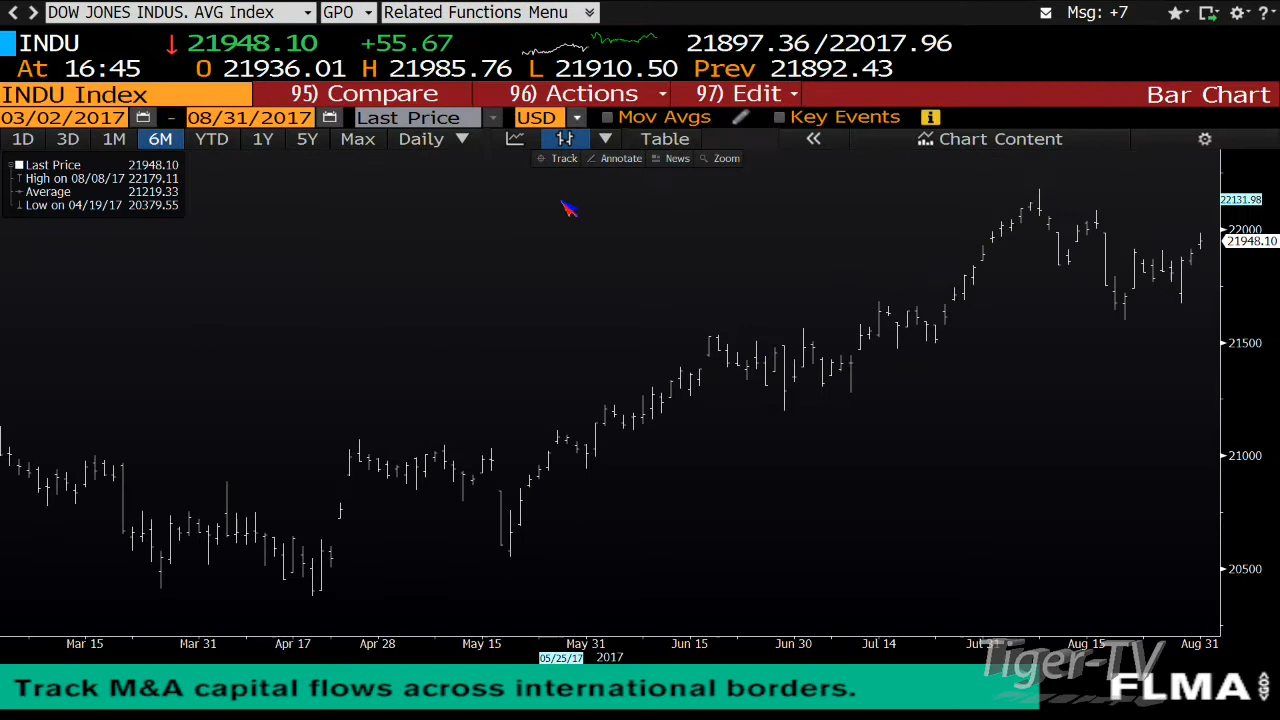 DOW JONES INDUS. AVG Index GPO Related Functions Menu Msg: +7
INDU 21948.10 +55.67 21897.36/22017.96
At 16:45 O 21936.01 H 21985.76 L 21910.50 Prev 21892.43
INDU Index 95) Compare 96) Actions 97) Edit Bar Chart
03/02/2017 - 08/31/2017 Last Price USD Mov Avgs Key Events
1D 3D 1M 6M YTD 1Y 5Y Max Daily Table Chart Content
Track Annotate News Zoom
Last Price 21948.10
High on 08/08/17 22179.11
Average 21219.33
Low on 04/19/17 20379.55
22131.98
22000
21948.10
21500
21000
20500
Mar 15 Mar 31 Apr 17 Apr 28 May 15 May 31 Jun 15 Jun 30 Jul 14 Jul 31 Aug 15 Aug 31
05/25/17 2017
Tiger-TV
Track M&A capital flows across international borders.
FLMA